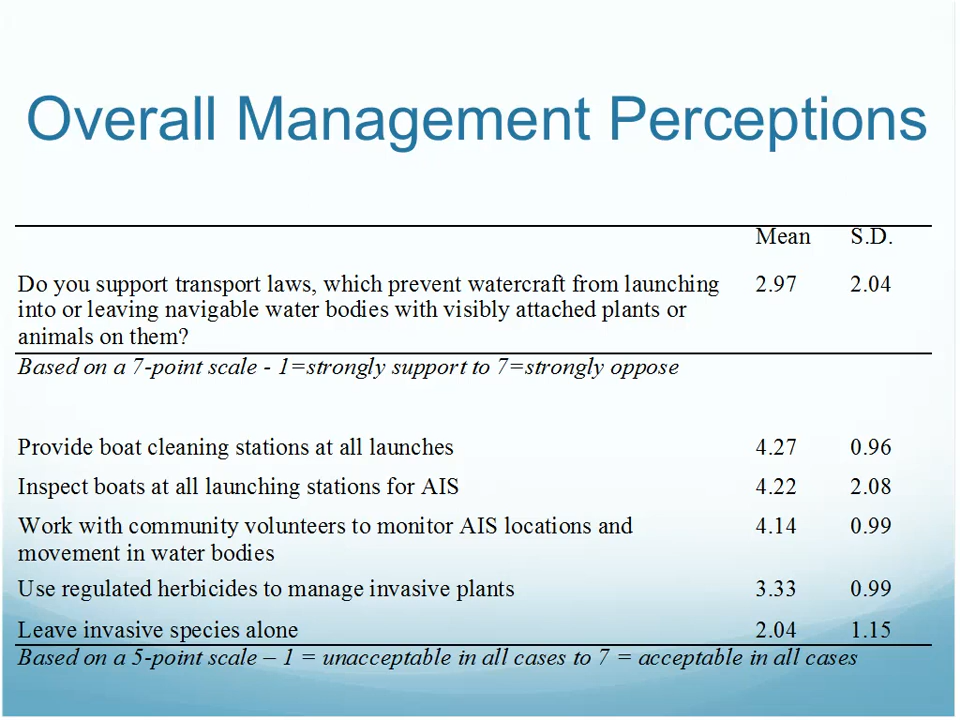 Overall Management Perceptions
Mean S.D.
Do you support transport laws, which prevent watercraft from launching 2.97 2.04
into or leaving navigable water bodies with visibly attached plants or
animals on them?
Based on a 7-point scale - 1=strongly support to 7=strongly oppose
Provide boat cleaning stations at all launches 4.27 0.96
Inspect boats at all launching stations for AIS 4.22 2.08
Work with community volunteers to monitor AIS locations and 4.14 0.99
movement in water bodies
Use regulated herbicides to manage invasive plants 3.33 0.99
Leave invasive species alone 2.04 1.15
Based on a 5-point scale – 1 = unacceptable in all cases to 7 = acceptable in all cases